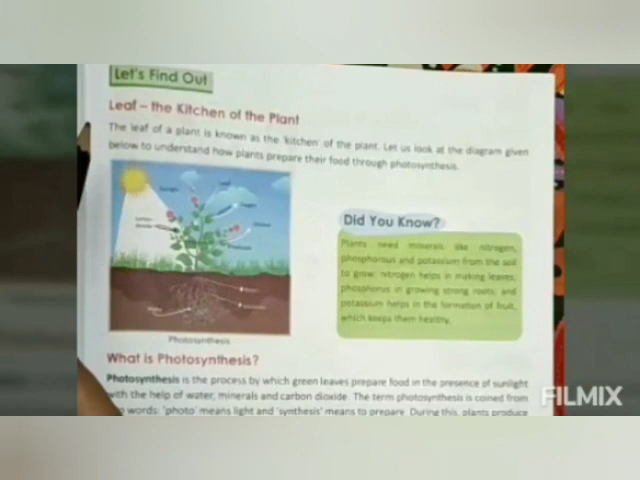 Let's Find Out
Leaf – the Kitchen of the Plant
The leaf of a plant is known as the 'kitchen' of the plant. Let us look at the diagram given
below to understand how plants prepare their food through photosynthesis.
Did You Know?
Plants need minerals like nitrogen,
phosphorous and potassium from the soil
to grow: nitrogen helps in making leaves;
phosphorus in growing strong roots; and
potassium helps in the formation of fruit,
which keeps them healthy.
Photosynthesis
What is Photosynthesis?
Photosynthesis is the process by which green leaves prepare food in the presence of sunlight
with the help of water, minerals and carbon dioxide. The term photosynthesis is coined from
words: 'photo' means light and 'synthesis' means to prepare. During this, plants produce
FILMIX